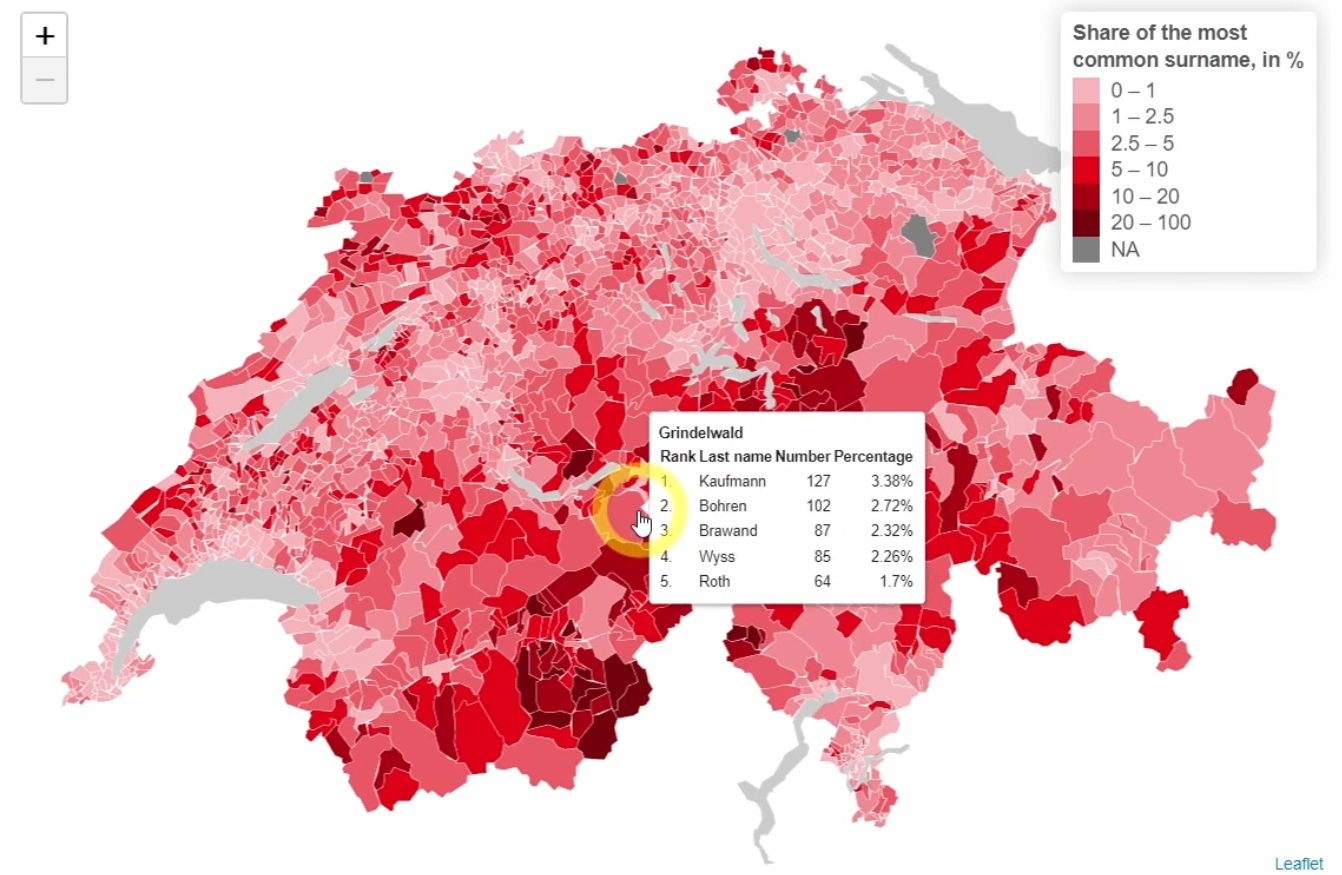 +
−
Share of the most
common surname, in %
0 – 1
1 – 2.5
2.5 – 5
5 – 10
10 – 20
20 – 100
NA
Grindelwald
Rank Last name Number Percentage
1. Kaufmann 127 3.38%
2. Bohren 102 2.72%
3. Brawand 87 2.32%
4. Wyss 85 2.26%
5. Roth 64 1.7%
Leaflet